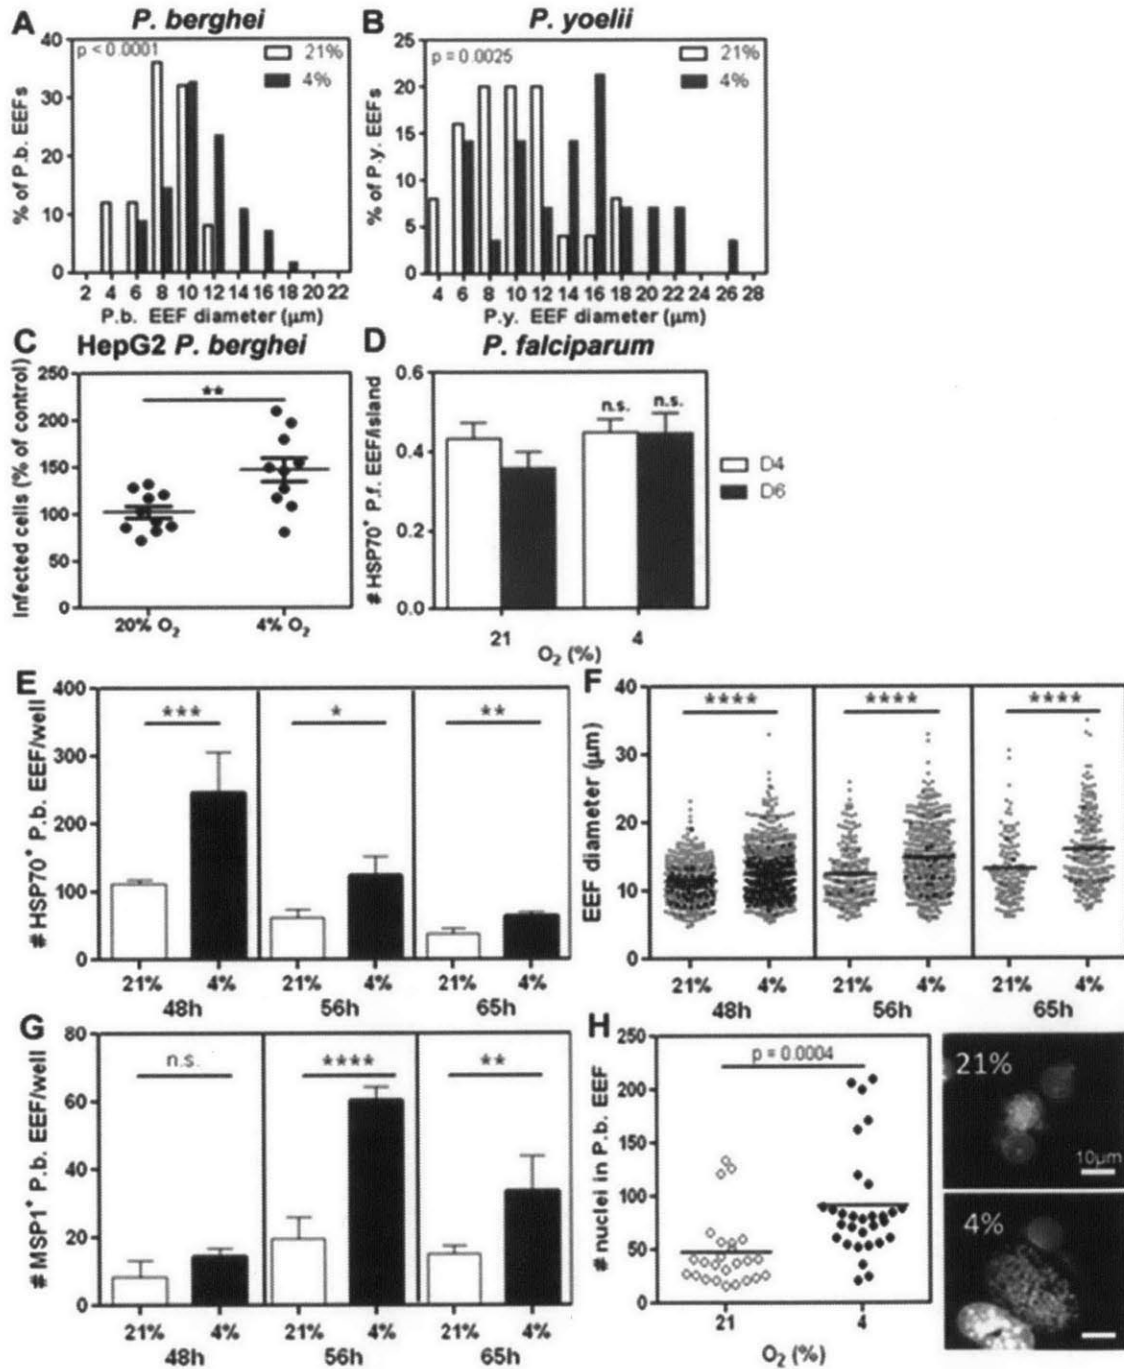 A P. berghei
p < 0.0001
21%
4%
% of P.b. EEFs
40
30
20
10
0
2 4 6 8 10 12 14 16 18 20 22
P.b. EEF diameter (μm)
B P. yoelii
p = 0.0025
21%
4%
% of P.y. EEFs
25
20
15
10
5
0
4 6 8 10 12 14 16 18 20 22 24 26 28
P.y. EEF diameter (μm)
C HepG2 P. berghei
**
Infected cells (% of control)
250
200
150
100
50
0
20% O₂ 4% O₂
D P. falciparum
n.s. n.s.
#HSP70⁺ P.f. EEF/island
0.6
0.4
0.2
0.0
21 4
O₂ (%)
D4
D6
E
*** * **
#HSP70⁺ P.b. EEF/well
400
300
200
100
0
21% 4% 21% 4% 21% 4%
48h 56h 65h
F
**** **** ****
EEF diameter (μm)
40
30
20
10
0
21% 4% 21% 4% 21% 4%
48h 56h 65h
G
n.s. **** **
#MSP1⁺ P.b. EEF/well
80
60
40
20
0
21% 4% 21% 4% 21% 4%
48h 56h 65h
H
p = 0.0004
# nuclei in P.b. EEF
250
200
150
100
50
0
21 4
O₂ (%)
21%
10μm
4%